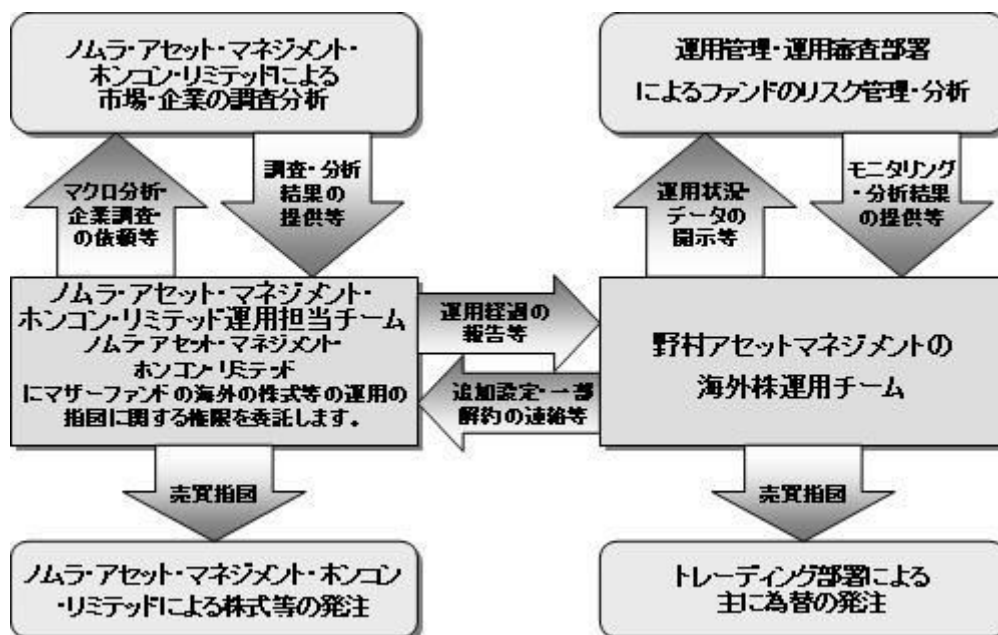 ノムラ・アセット・マネジメント・
ホンコン・リミテッドによる
市場・企業の調査分析
運用管理・運用審査部署
によるファンドのリスク管理・分析
マクロ分析・
企業調査・
の依頼等
調査・分析
結果の
提供等
運用状況・
データの
開示等
モニタリング
・分析結果
の提供等
ノムラ・アセット・マネジメント・
ホンコン・リミテッド運用担当チーム
ノムラ・アセット・マネジメント・
ホンコン・リミテッド
にマザーファンドの海外の株式等の運用の
指図に関する権限を委託します。
運用経過の
報告等
追加設定・一部
解約の連絡等
野村アセットマネジメントの
海外株運用チーム
売買指図
売買指図
ノムラ・アセット・マネジメント・ホンコン
・リミテッドによる株式等の発注
トレーディング部署による
主に為替の発注